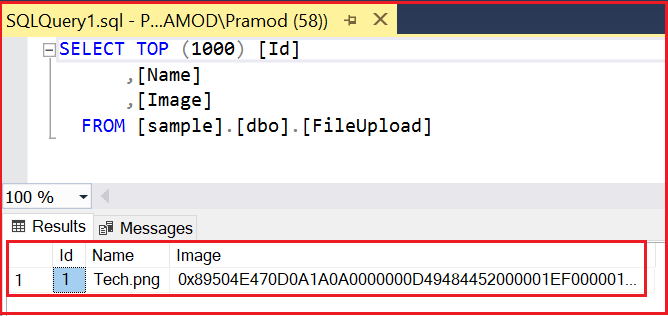 SQLQuery1.sql - P...AMOD\Pramod (58))
SELECT TOP (1000) [Id]
,[Name]
,[Image]
FROM [sample].[dbo].[FileUpload]
100 %
Results Messages
Id Name Image
1 1 Tech.png 0x89504E470D0A1A0A0000000D49484452000001EF000001...